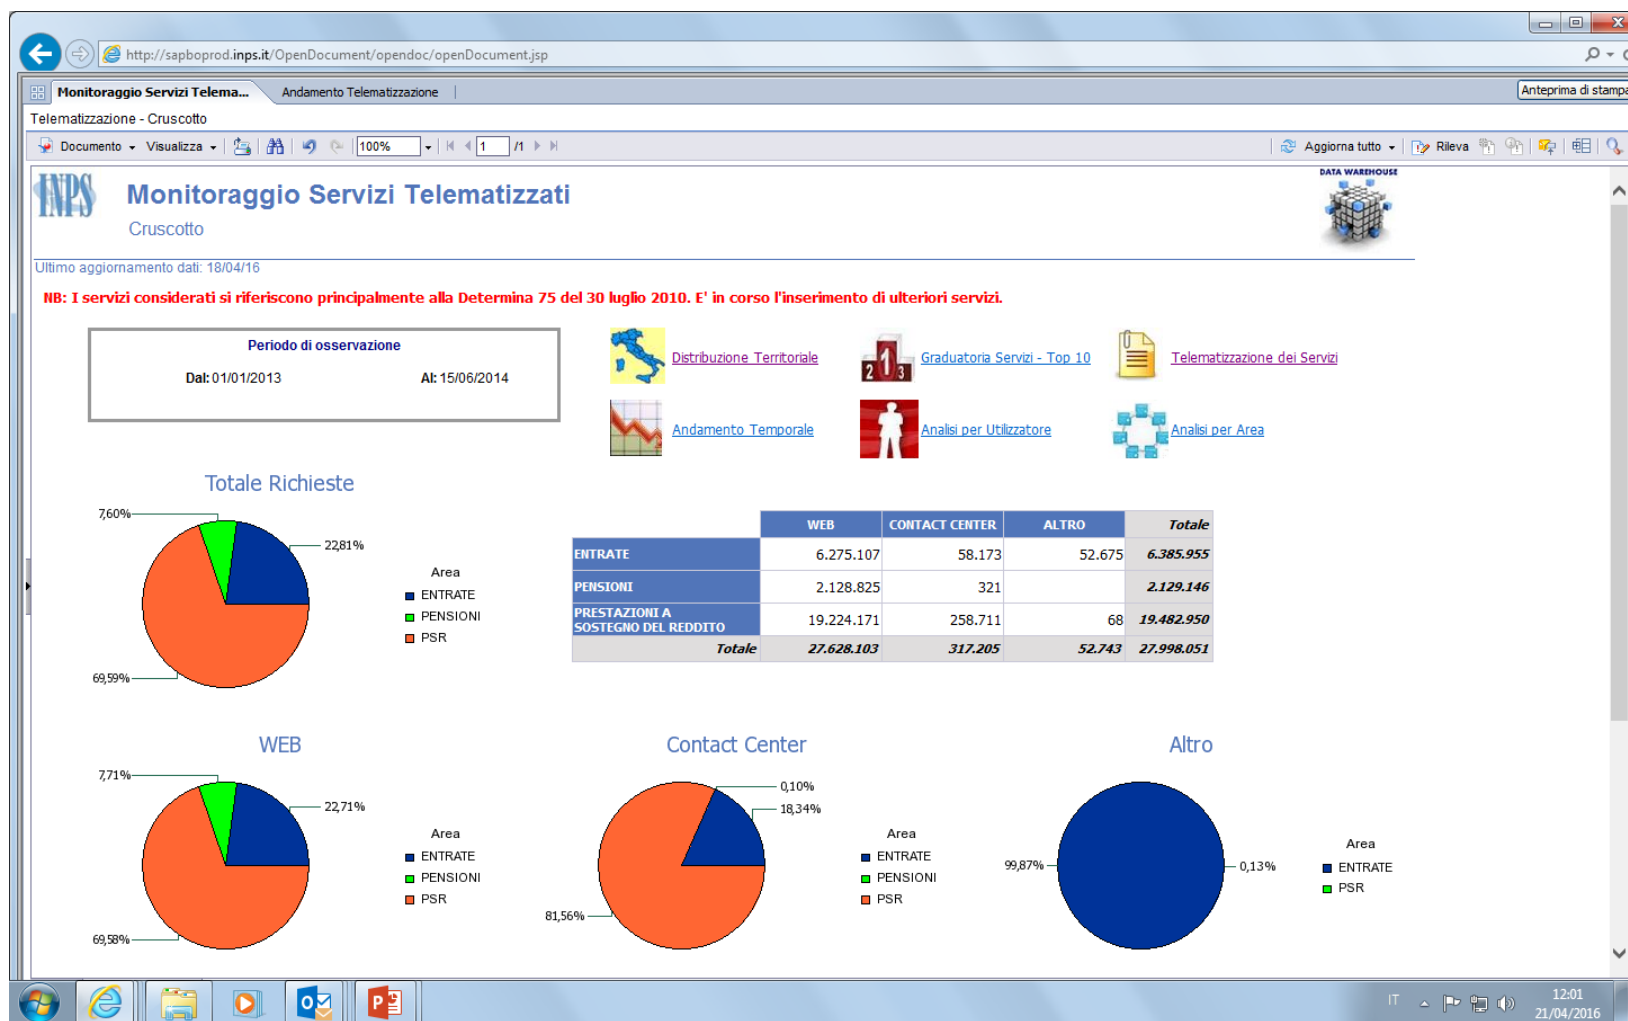 http://sapboprod.inps.it/OpenDocument/opendoc/openDocument.jsp
Monitoraggio Servizi Telema...
Andamento Telematizzazione
Anteprima di stampa
Telematizzazione - Cruscotto
Documento
Visualizza
100%
1
/1
Aggiorna tutto
Rileva
INPS
Monitoraggio Servizi Telematizzati
DATA WAREHOUSE
Cruscotto
Ultimo aggiornamento dati: 18/04/16
NB: I servizi considerati si riferiscono principalmente alla Determina 75 del 30 luglio 2010. E' in corso l'inserimento di ulteriori servizi.
Periodo di osservazione
Dal: 01/01/2013 Al: 15/06/2014
Distribuzione Territoriale
2 1 3
Graduatoria Servizi - Top 10
Telematizzazione dei Servizi
Andamento Temporale
Analisi per Utilizzatore
Analisi per Area
Totale Richieste
7,60%
22,81%
69,59%
Area
ENTRATE
PENSIONI
PSR
WEB CONTACT CENTER ALTRO Totale
ENTRATE 6.275.107 58.173 52.675 6.385.955
PENSIONI 2.128.825 321 2.129.146
PRESTAZIONI A
SOSTEGNO DEL REDDITO 19.224.171 258.711 68 19.482.950
Totale 27.628.103 317.205 52.743 27.998.051
WEB
7,71%
22,71%
69,58%
Area
ENTRATE
PENSIONI
PSR
Contact Center
0,10%
18,34%
81,56%
Area
ENTRATE
PENSIONI
PSR
Altro
99,87%
0,13%
Area
ENTRATE
PSR
IT
12:01
21/04/2016